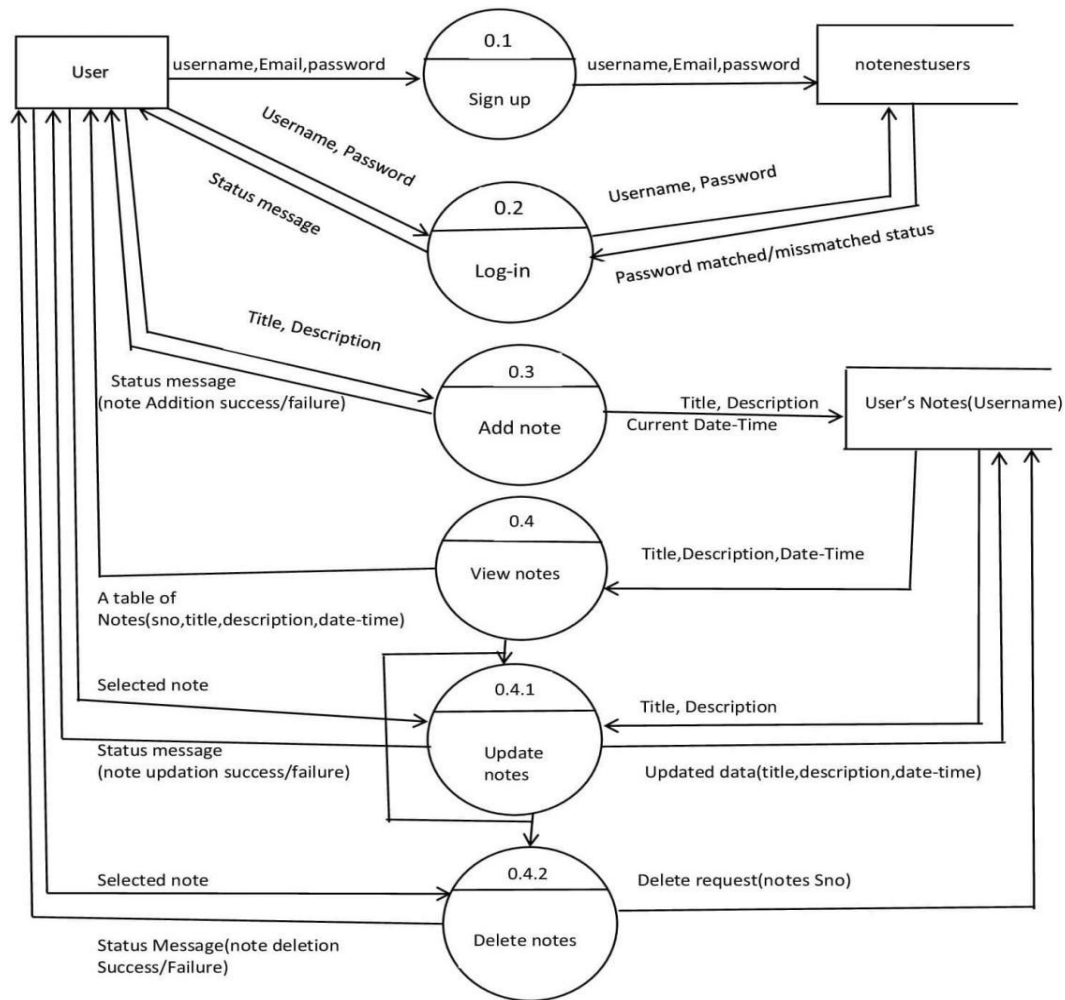 0.1
User
username,Email,password
username,Email,password
notenestusers
Sign up
Username, Password
Status message
Username, Password
0.2
Log-in
Password matched/missmatched status
Title, Description
0.3
Status message
(note Addition success/failure)
Add note
Title, Description
Current Date-Time
User's Notes(Username)
0.4
View notes
Title,Description,Date-Time
A table of
Notes(sno,title,description,date-time)
0.4.1
Selected note
Title, Description
Update
notes
Status message
(note updation success/failure)
Updated data(title,description,date-time)
0.4.2
Selected note
Delete request(notes Sno)
Delete notes
Status Message(note deletion
Success/Failure)